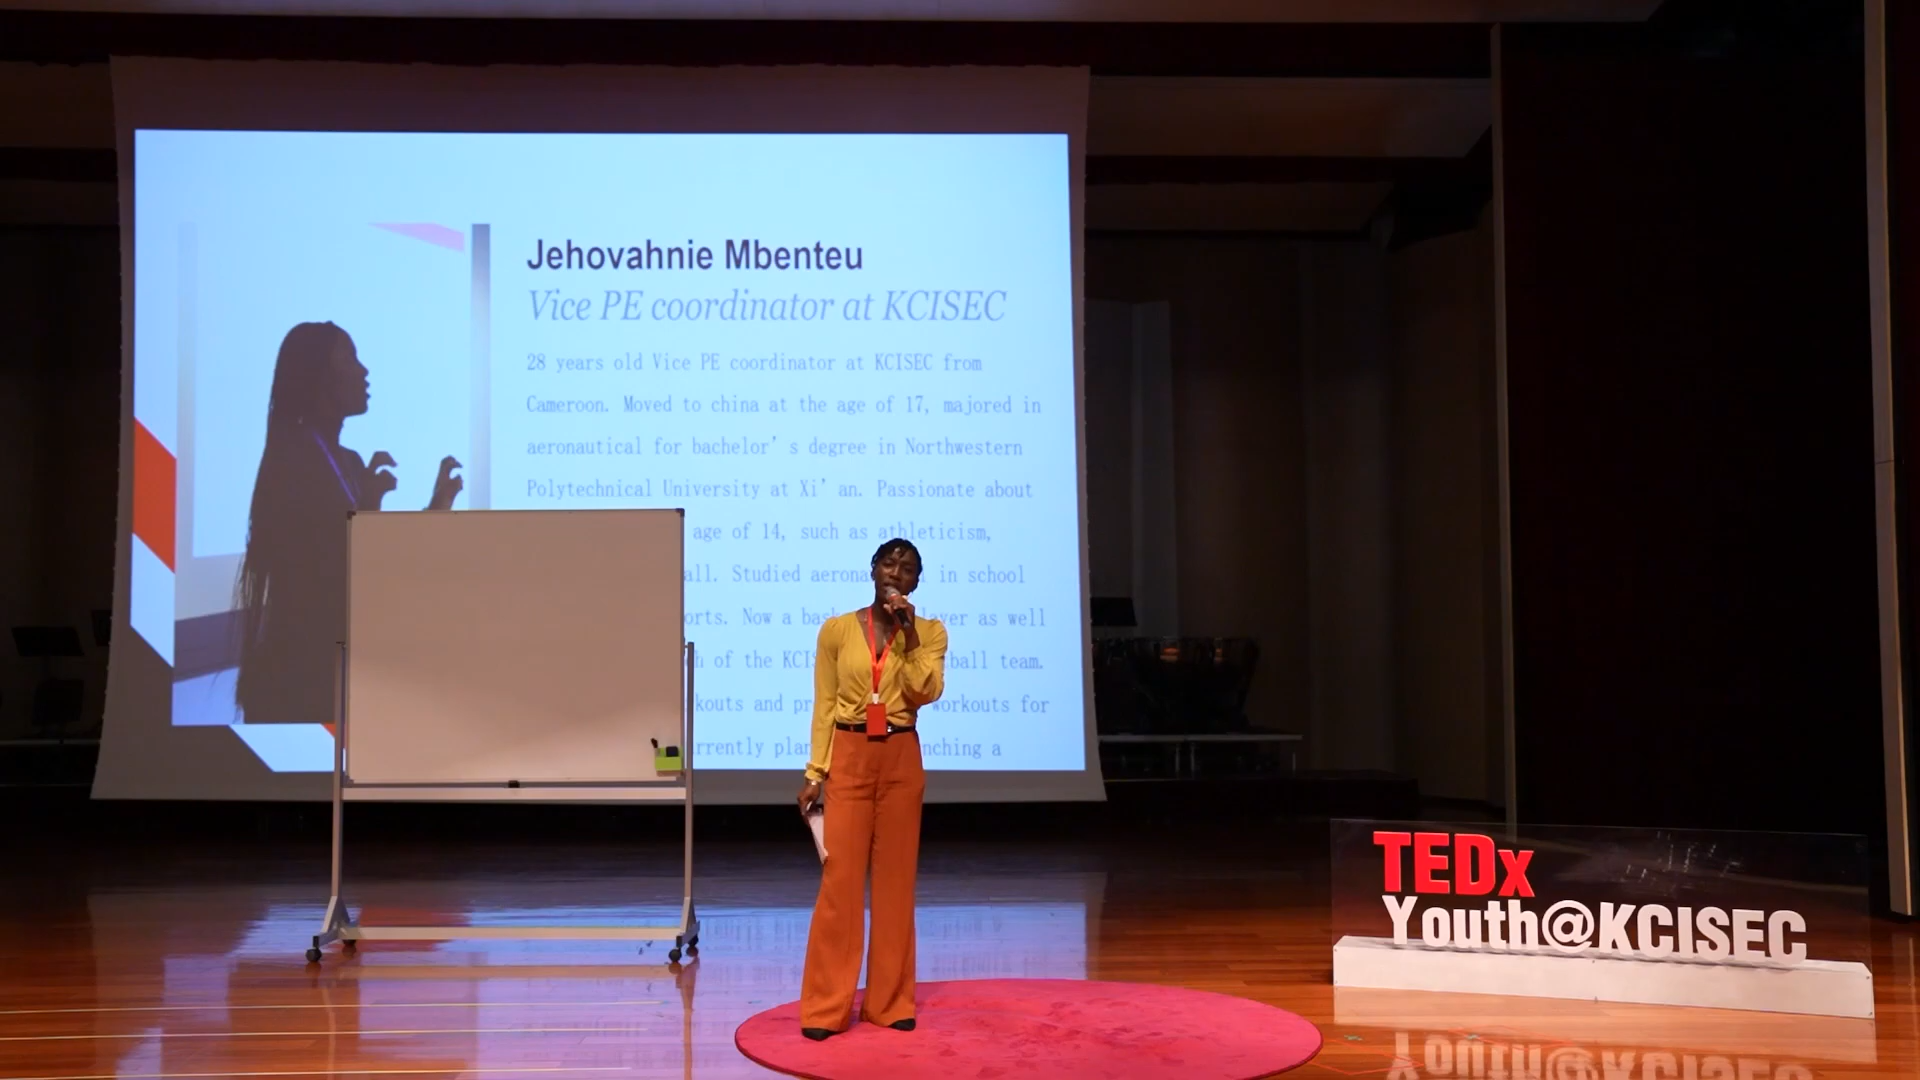 Jehovahnie Mbenteu
Vice PE coordinator at KCISEC
28 years old Vice PE coordinator at KCISEC from
Cameroon. Moved to china at the age of 17, majored in
aeronautical for bachelor's degree in Northwestern
Polytechnical University at Xi'an. Passionate about
age of 14, such as athleticism,
all. Studied aerona in school
orts. Now a bas layer as well
h of the KCIS ball team.
kouts and pr workouts for
rrently plan nching a
TEDx
Youth@KCISEC